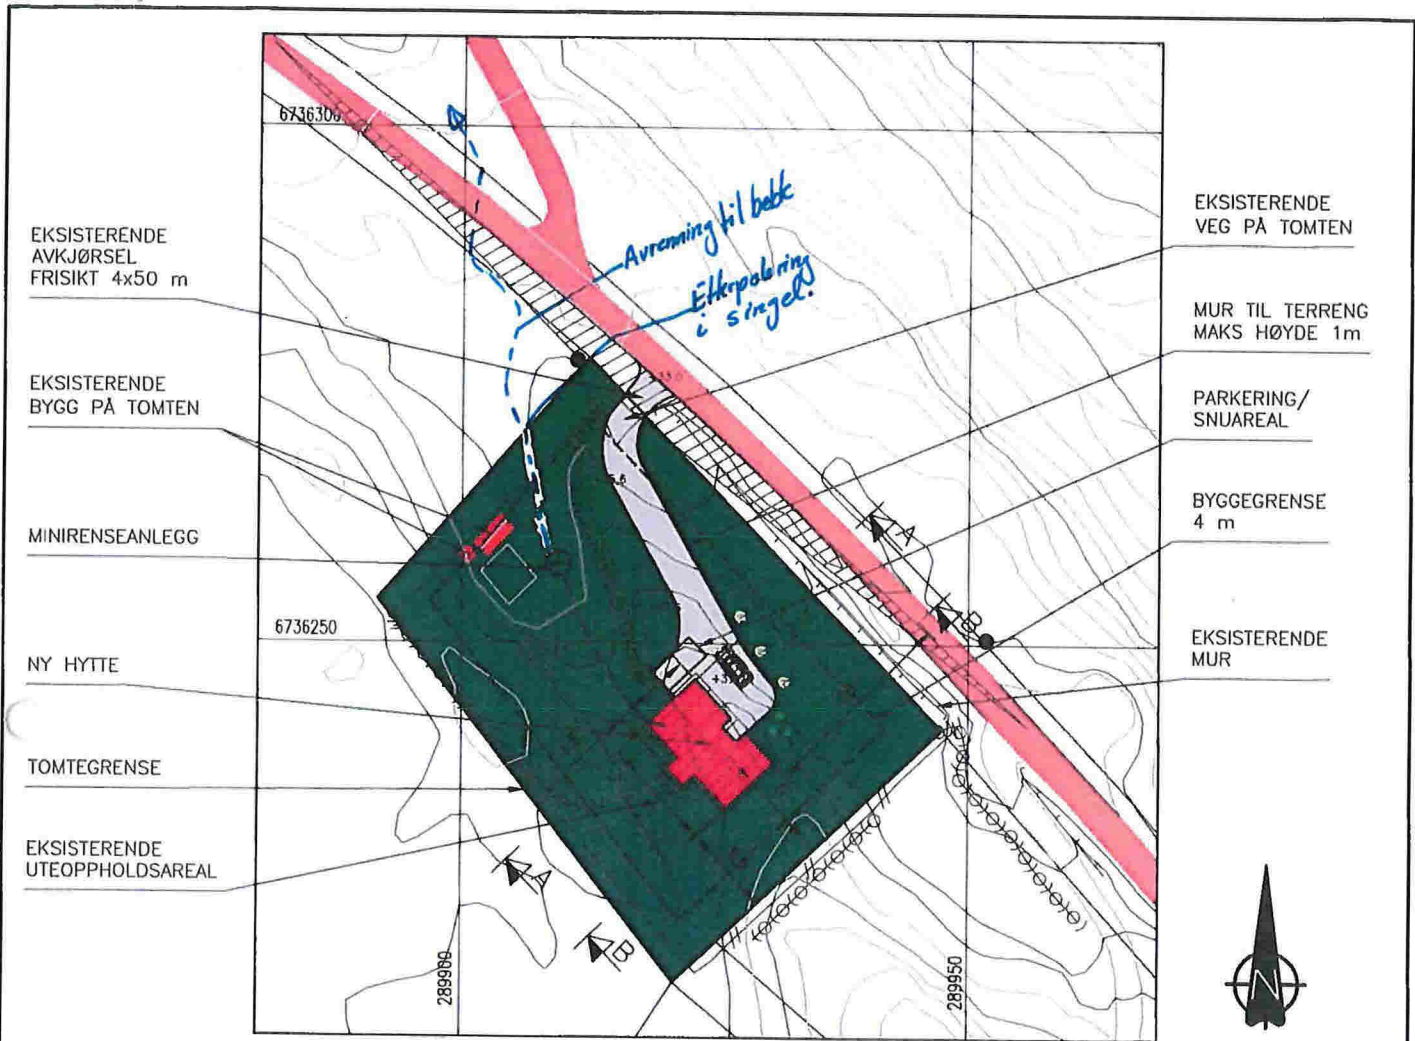 EKSISTERENDE
AVKJØRSEL
FRISIKT 4x50 m
EKSISTERENDE
BYGG PÅ TOMTEN
MINIRENSEANLEGG
NY HYTTE
TOMTEGRENSE
EKSISTERENDE
UTEOPPHOLDSAREAL
6736300
Avrenning til bekk
Etterpolering
i singel.
6736250
A
B
A
B
289900
289950
EKSISTERENDE
VEG PÅ TOMTEN
MUR TIL TERRENG
MAKS HØYDE 1m
PARKERING/
SNUAREAL
BYGGEGRENSE
4 m
EKSISTERENDE
MUR
N